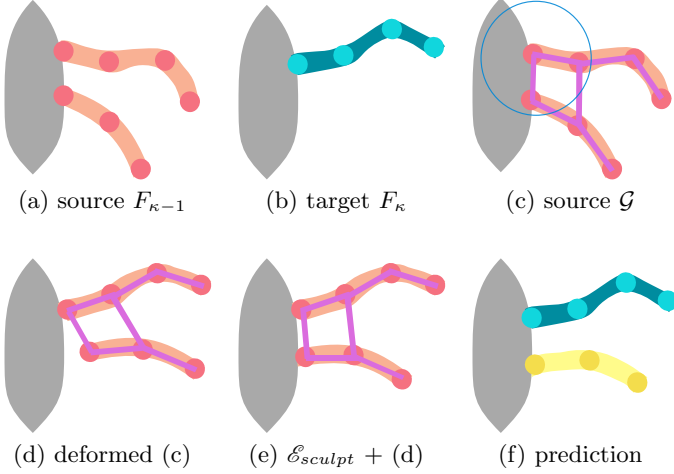 (a) source F_{κ−1}
(b) target F_κ
(c) source 𝒢
(d) deformed (c)
(e) ℰ_{sculpt} + (d)
(f) prediction